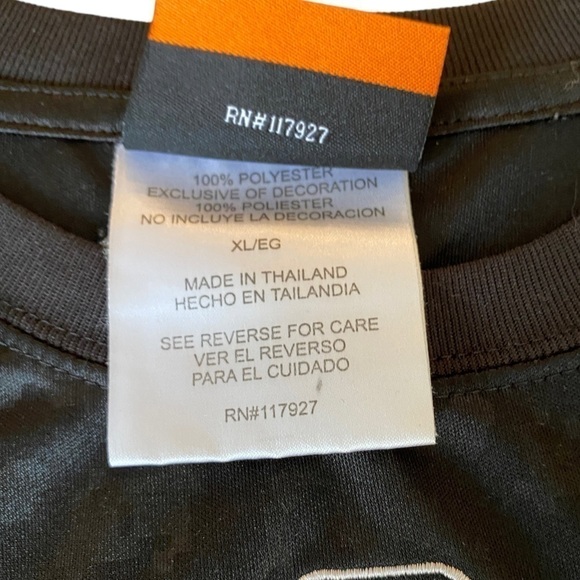 RN#117927
100% POLYESTER
EXCLUSIVE OF DECORATION
100% POLIESTER
NO INCLUYE LA DECORACION
XL/EG
MADE IN THAILAND
HECHO EN TAILANDIA
SEE REVERSE FOR CARE
VER EL REVERSO
PARA EL CUIDADO
RN#117927